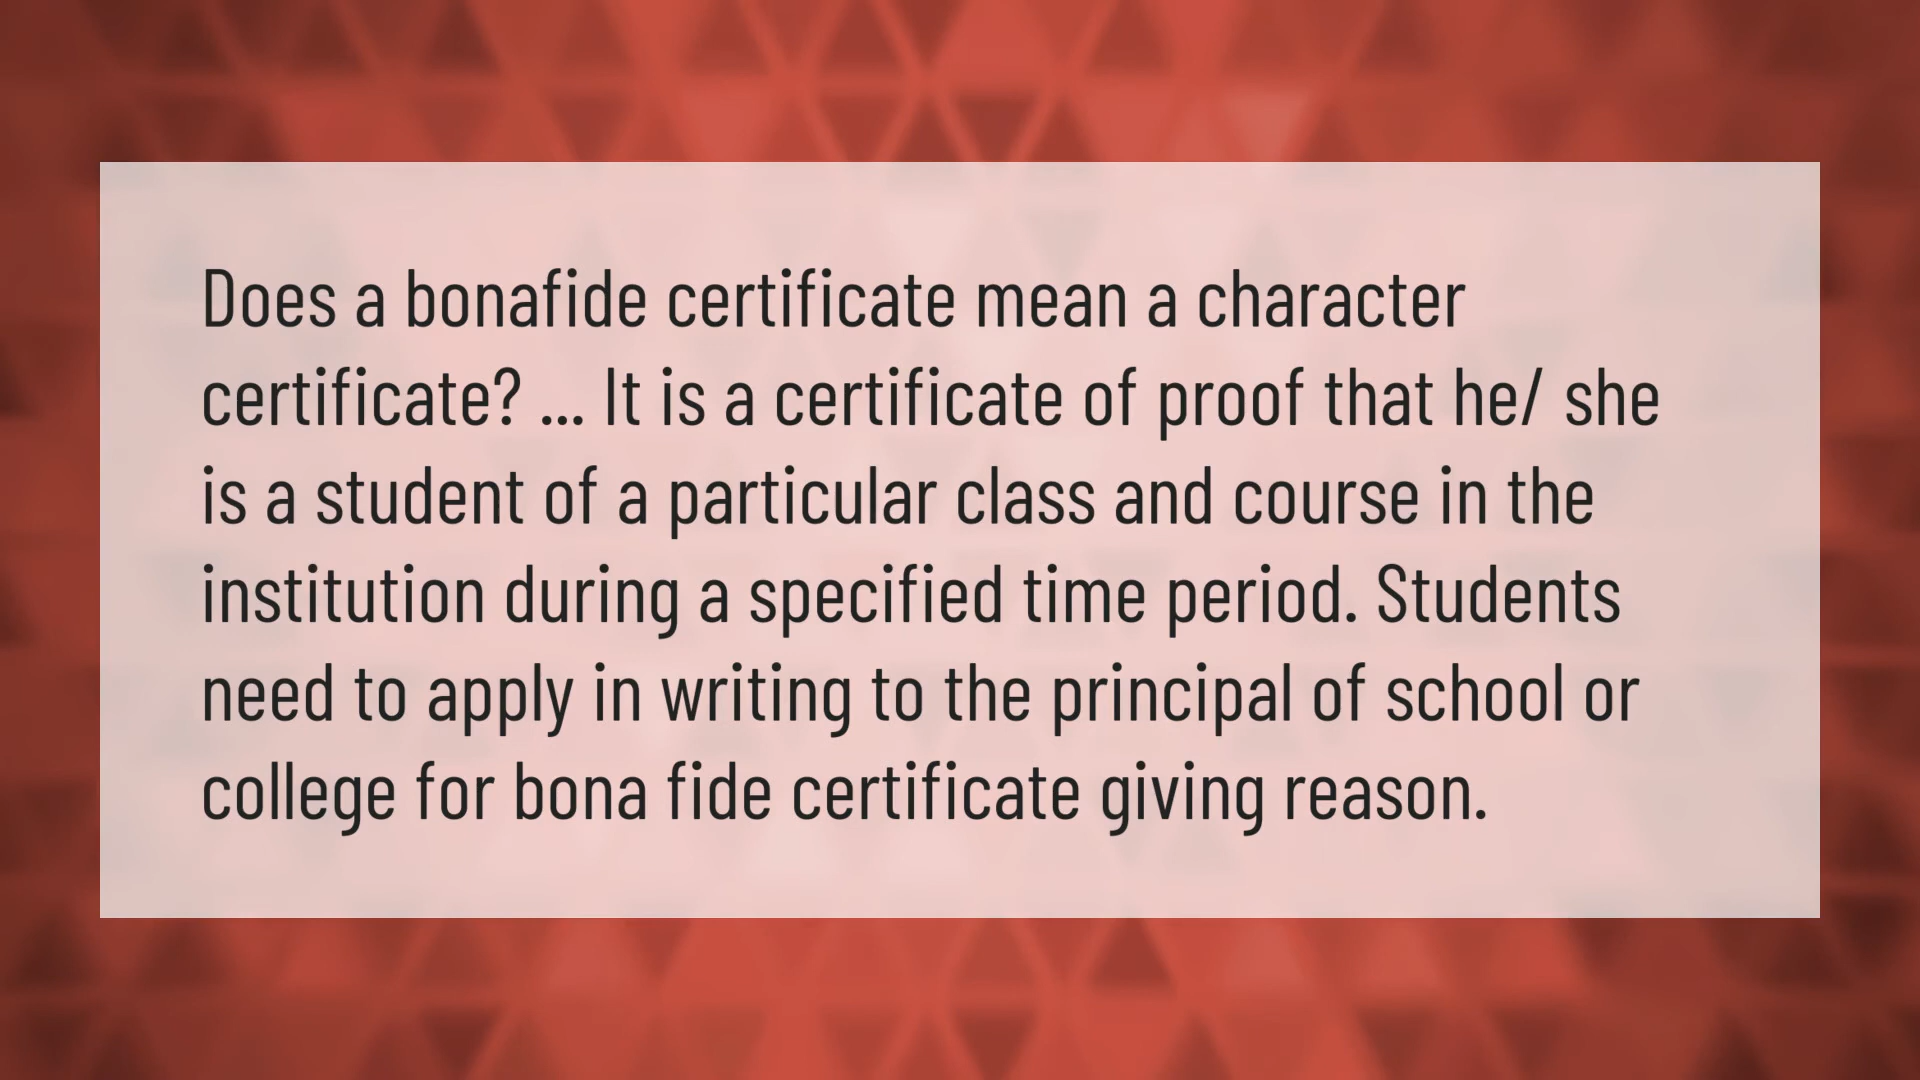 Does a bonafide certificate mean a character
certificate? ... It is a certificate of proof that he/ she
is a student of a particular class and course in the
institution during a specified time period. Students
need to apply in writing to the principal of school or
college for bona fide certificate giving reason.